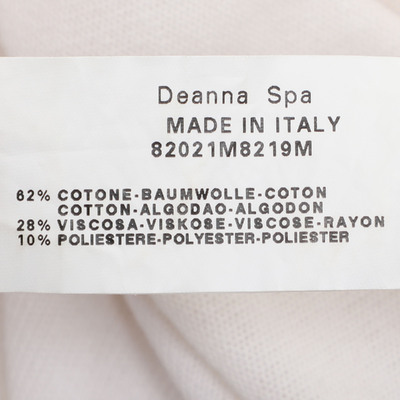 Deanna Spa
MADE IN ITALY
82021M8219M
62% COTONE-BAUMWOLLE-COTON
COTTON-ALGODAO-ALGODON
28% VISCOSA-VISKOSE-VISCOSE-RAYON
10% POLIESTERE-POLYESTER-POLIESTER